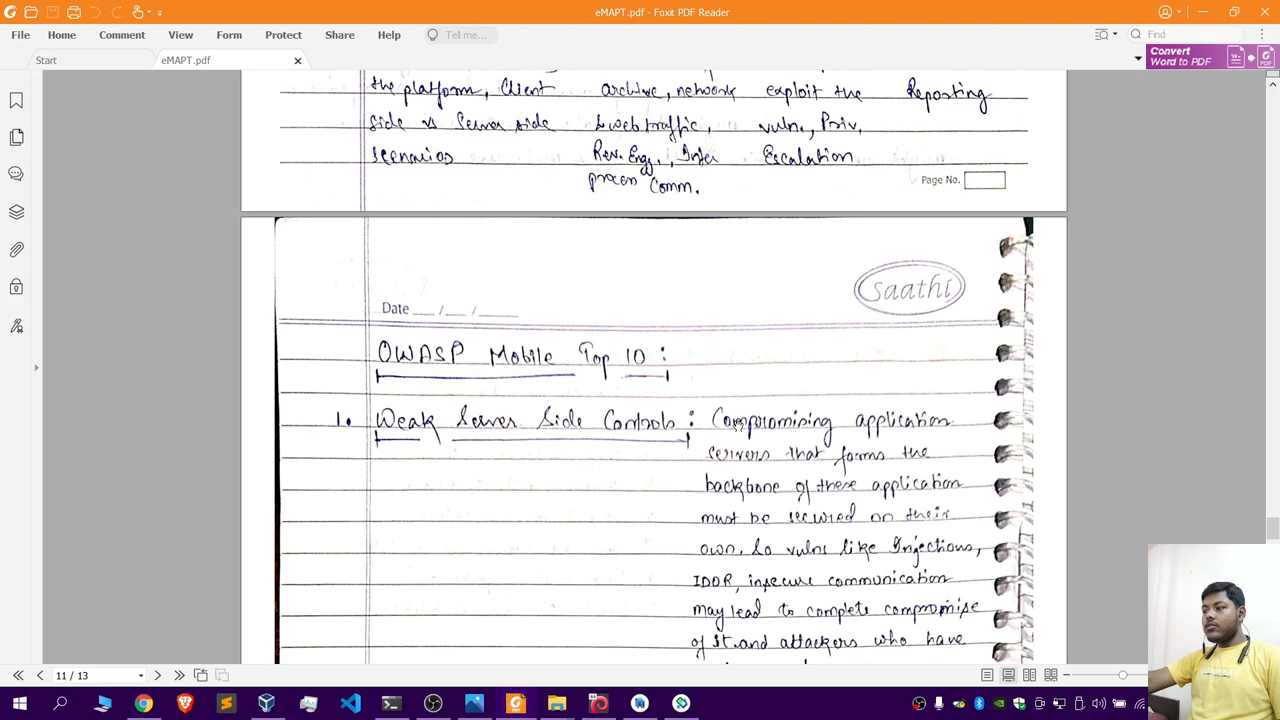 eMAPT.pdf - Foxit PDF Reader
File Home Comment View Form Protect Share Help Tell me... Find
Start eMAPT.pdf
Convert
Word to PDF
the platform, Client archive, network exploit the Reporting
side vs Server side & web traffic, vuln., Priv.
scenarios Rev. Engg., Inter Escalation
process Comm.
Page No.
Saathi
Date __/__/____
OWASP Mobile Top 10 :
1. Weak Server Side Controls : Compromising application
servers that forms the
backbone of these application
must be secured on their
own. So vulns like Injections,
IDOR, insecure communication
may lead to complete compromise
of it and attackers who have
11 / 13